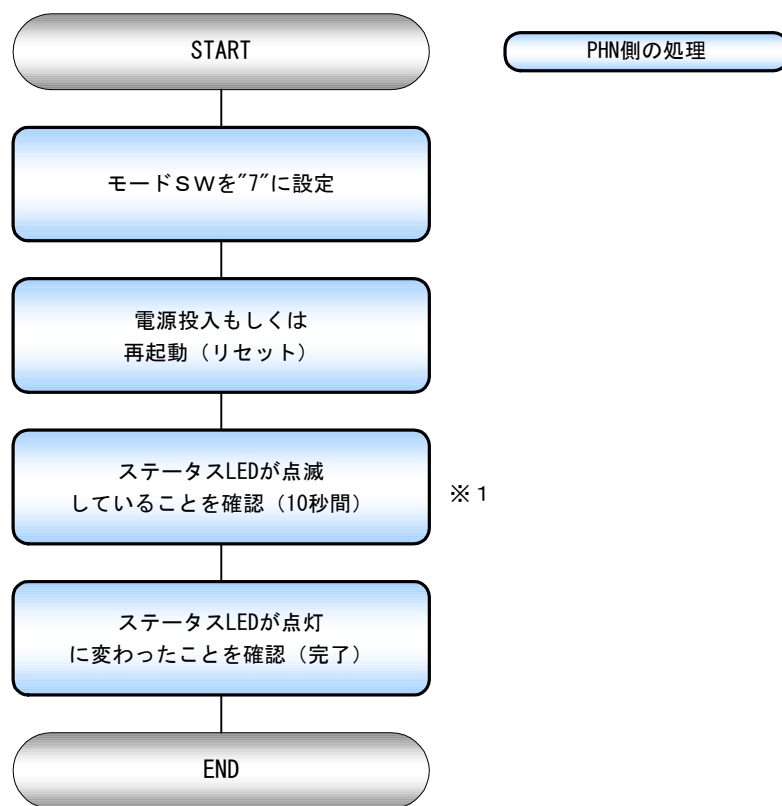 START
PHN側の処理
モードＳＷを"7"に設定
電源投入もしくは
再起動（リセット）
ステータスLEDが点滅
していることを確認（10秒間）
※１
ステータスLEDが点灯
に変わったことを確認（完了）
END